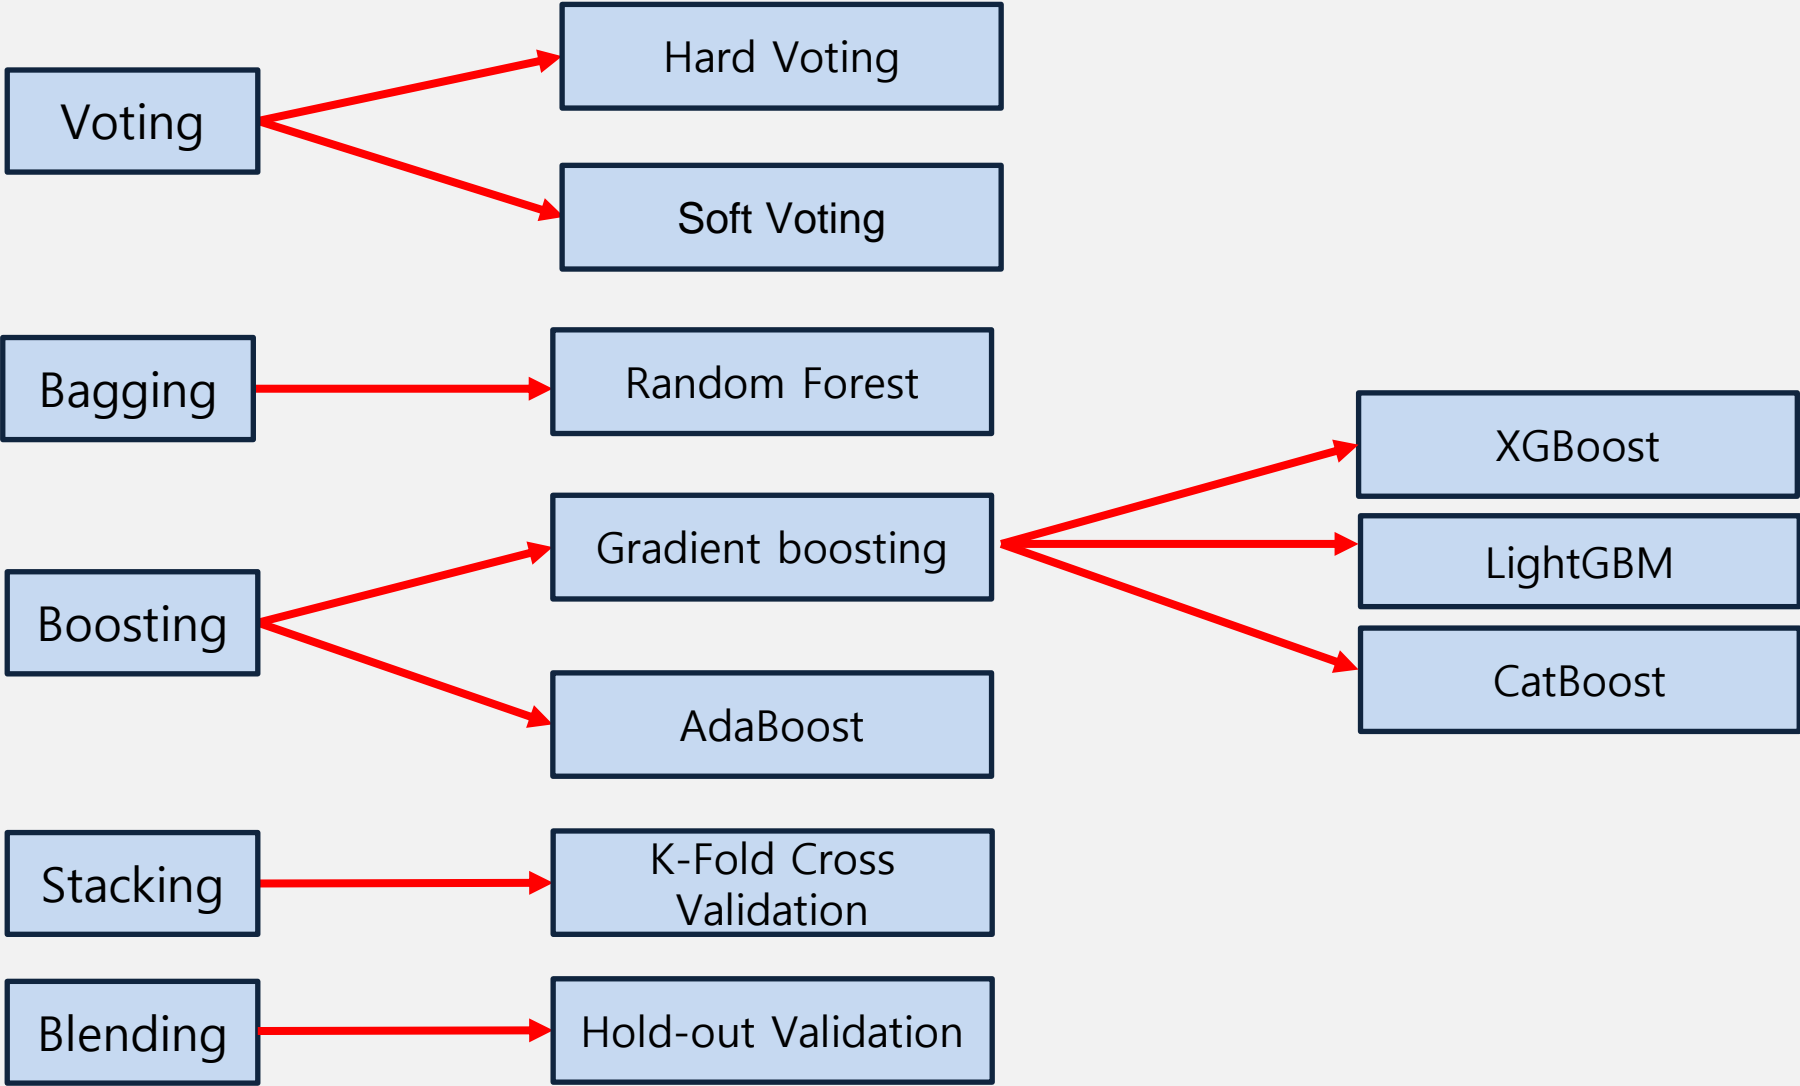 Voting
Hard Voting
Soft Voting
Bagging
Random Forest
Boosting
Gradient boosting
XGBoost
LightGBM
CatBoost
AdaBoost
Stacking
K-Fold Cross
Validation
Blending
Hold-out Validation